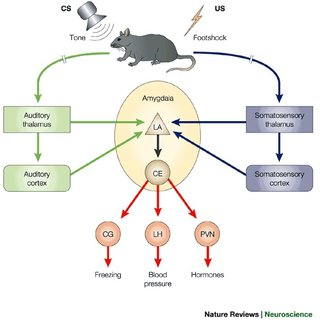 CS
US
Tone
Footshock
Amygdala
Auditory
thalamus
LA
Somatosensory
thalamus
Auditory
cortex
CE
Somatosensory
cortex
CG
LH
PVN
Freezing
Blood
pressure
Hormones
Nature Reviews | Neuroscience